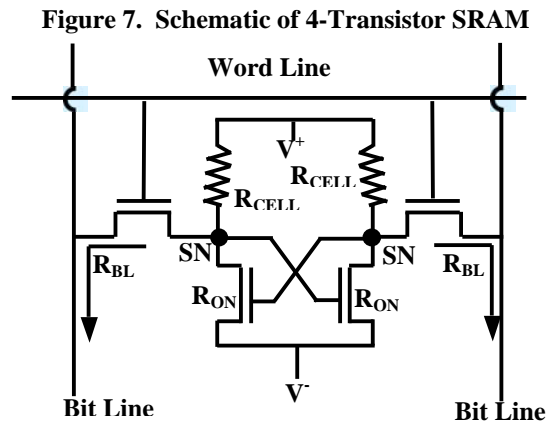 Figure 7. Schematic of 4-Transistor SRAM
Word Line
V+
RCELL
RCELL
SN
SN
RBL
RBL
RON
RON
V-
Bit Line
Bit Line